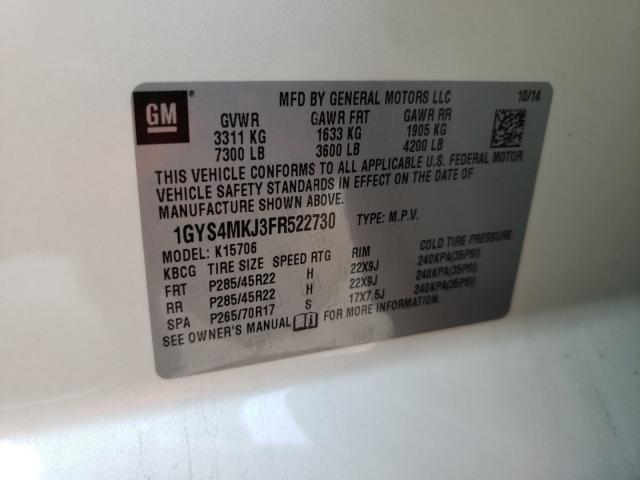 GM ®
MFD BY GENERAL MOTORS LLC 10/14
GVWR GAWR FRT GAWR RR
3311 KG 1633 KG 1905 KG
7300 LB 3600 LB 4200 LB
THIS VEHICLE CONFORMS TO ALL APPLICABLE U.S. FEDERAL MOTOR
VEHICLE SAFETY STANDARDS IN EFFECT ON THE DATE OF
MANUFACTURE SHOWN ABOVE.
1GYS4MKJ3FR522730 TYPE: M.P.V.
MODEL: K15706
KBCG TIRE SIZE SPEED RTG RIM COLD TIRE PRESSURE
FRT P285/45R22 H 22X9J 240KPA(35PSI)
RR P285/45R22 H 22X9J 240KPA(35PSI)
SPA P265/70R17 S 17X7.5J 240KPA(35PSI)
SEE OWNER'S MANUAL FOR MORE INFORMATION.